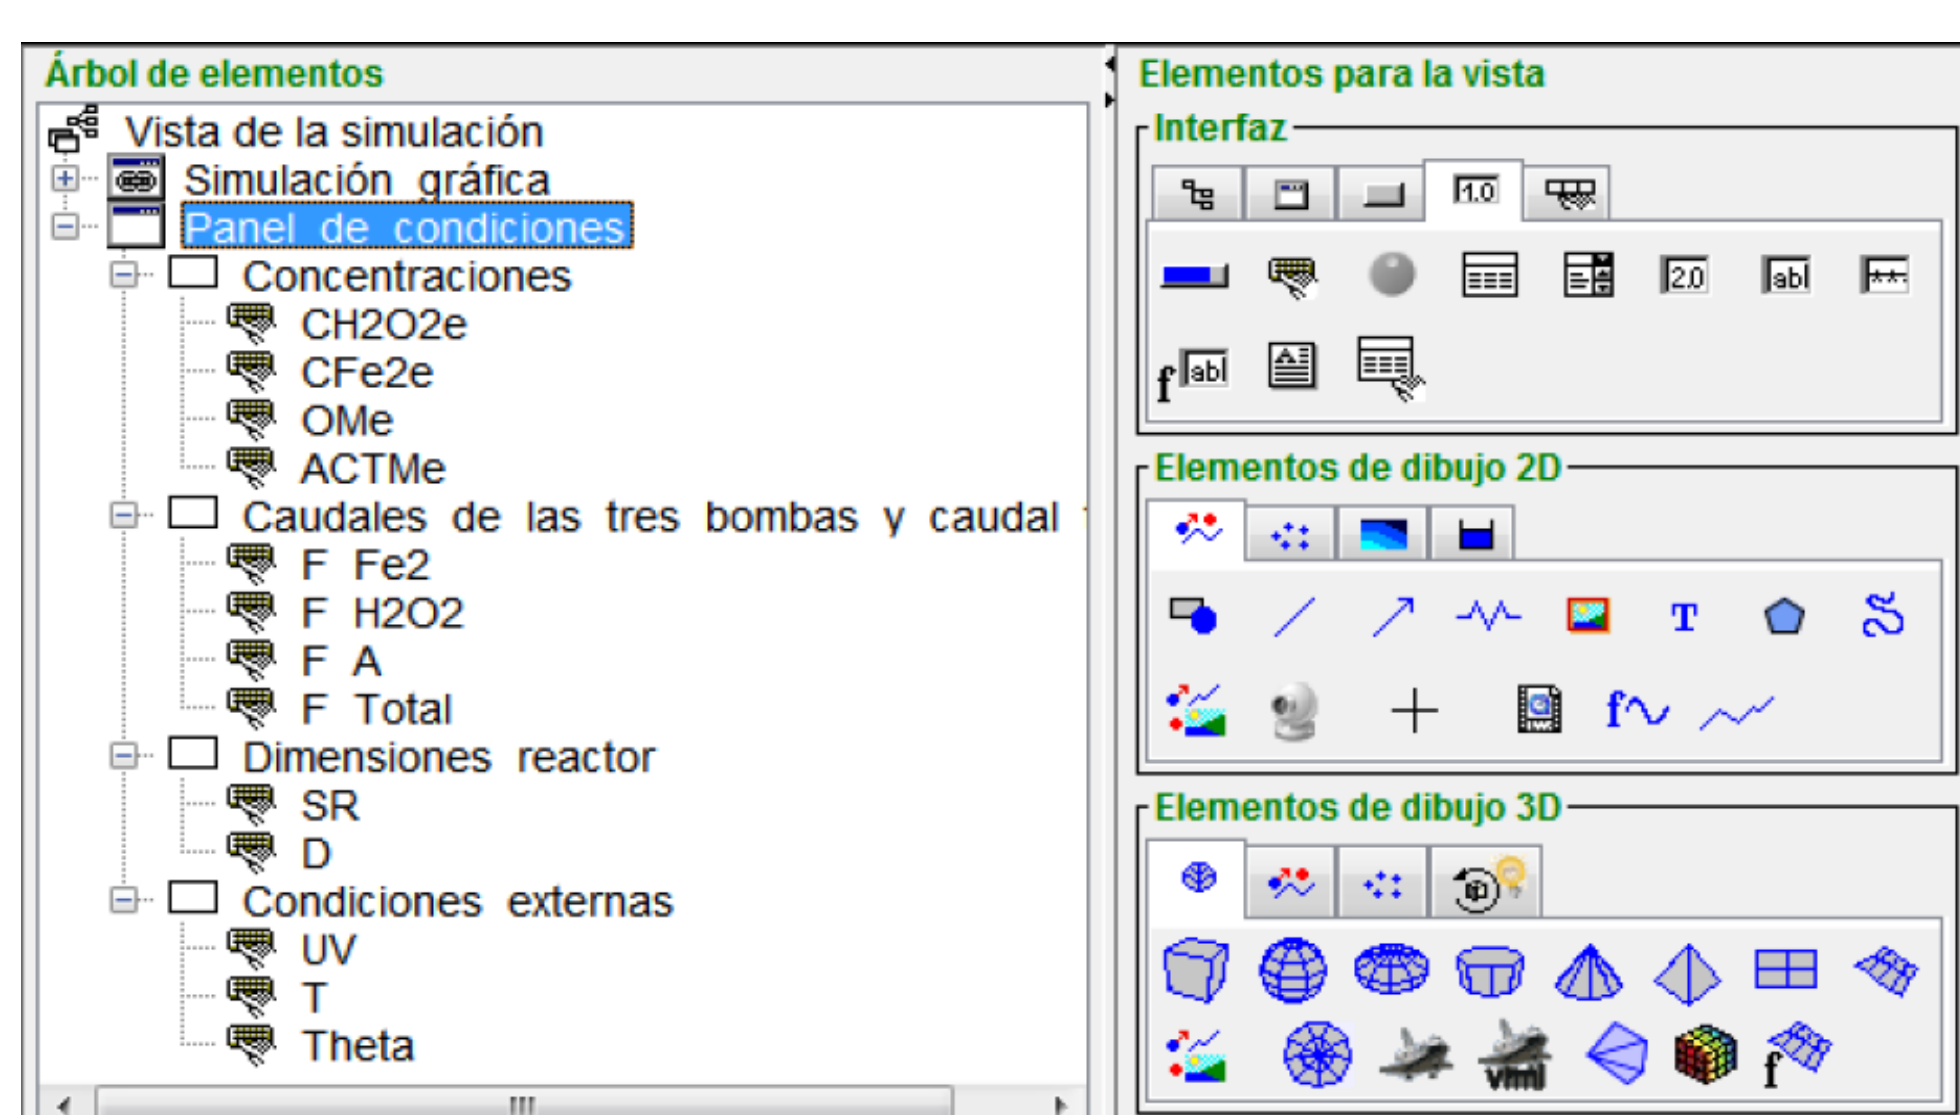 Árbol de elementos
Vista de la simulación
Simulación gráfica
Panel de condiciones
Concentraciones
CH2O2e
CFe2e
OMe
ACTMe
Caudales de las tres bombas y caudal
F Fe2
F H2O2
F A
F Total
Dimensiones reactor
SR
D
Condiciones externas
UV
T
Theta
Elementos para la vista
Interfaz
1.0
2.0
abl
**
f abl
A
Elementos de dibujo 2D
T
f
Elementos de dibujo 3D
vrml
f